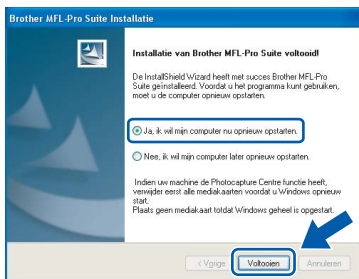 Brother MFL-Pro Suite Installatie
Installatie van Brother MFL-Pro Suite voltooid!
De InstallShield Wizard heeft met succes Brother MFL-Pro
Suite geïnstalleerd. Voordat u het programma kunt gebruiken,
moet u de computer opnieuw opstarten.
Ja, ik wil mijn computer nu opnieuw opstarten.
Nee, ik wil mijn computer later opnieuw opstarten.
Indien uw machine de Photocapture Centre functie heeft,
verwijder eerst alle mediakaarten voordat u Windows opnieuw
start.
Plaats geen mediakaart totdat Windows geheel is opgestart.
< Vorige Voltooien Annuleren